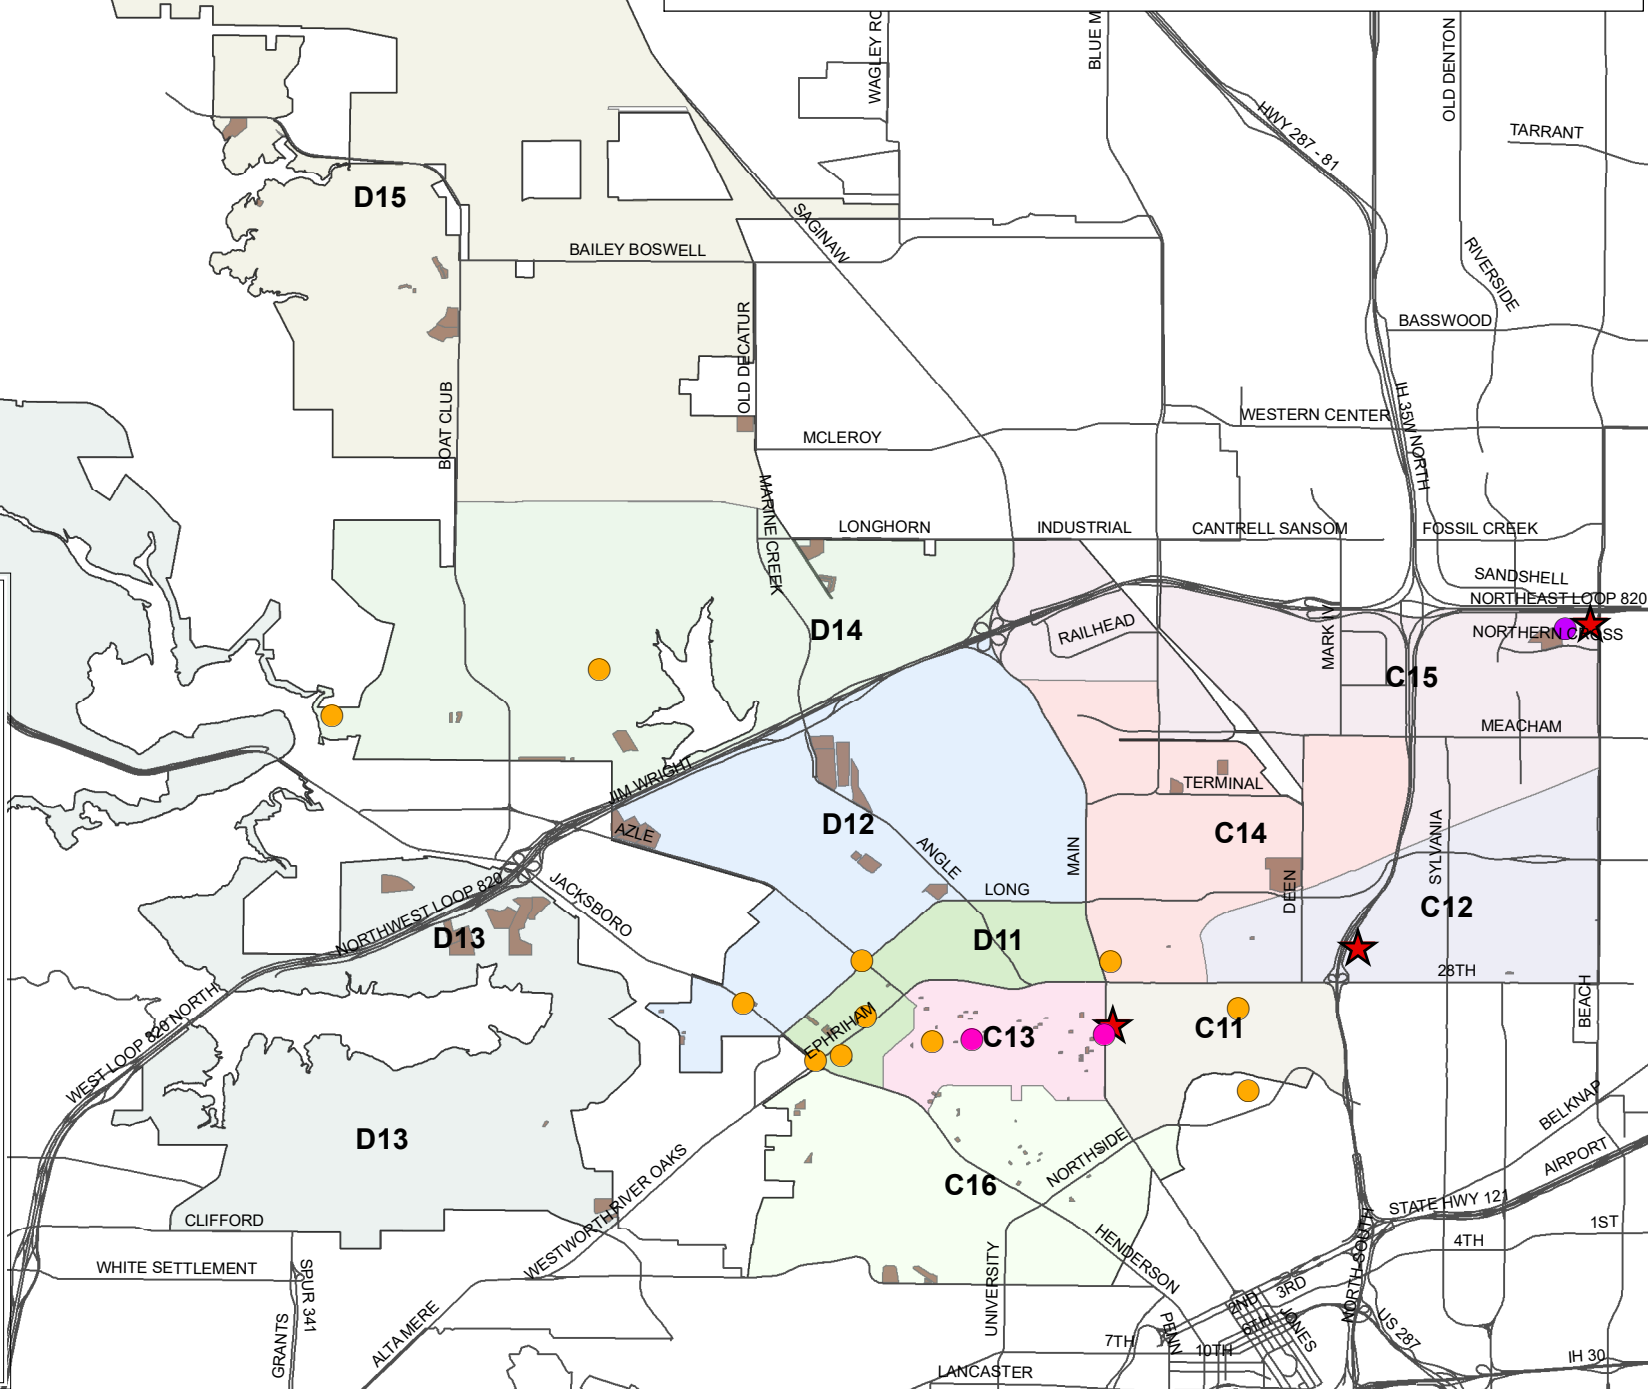 WAGLEY RO
BLUE M
OLD DENTON
HWY 287 - 81
TARRANT
D15
SAGINAW
BAILEY BOSWELL
RIVERSIDE
OLD DECATUR
BASSWOOD
BOAT CLUB
IH 35W NORTH
WESTERN CENTER
MCLEROY
MARINE CREEK
LONGHORN
INDUSTRIAL
CANTRELL SANSOM
FOSSIL CREEK
SANDSHELL
NORTHEAST LOOP 820
D14
RAILHEAD
MARK IV
NORTHERN CROSS
C15
MEACHAM
JIM WRIGHT
TERMINAL
AZLE
D12
ANGLE
MAIN
C14
SYLVANIA
JACKSBORO
LONG
DEEN
C12
NORTHWEST LOOP 820
D13
D11
28TH
WEST LOOP 820 NORTH
EPHRIHAM
C13
C11
BEACH
D13
BELKNAP
NORTHSIDE
AIRPORT
RIVER OAKS
C16
STATE HWY 121
CLIFFORD
WESTWORTH
HENDERSON
NORTH-SOUTH
1ST
4TH
WHITE SETTLEMENT
SPUR 341
UNIVERSITY
2ND
3RD
GRANTS
ALTA MERE
PENN
6TH
JONES
US 287
7TH
10TH
IH 30
LANCASTER